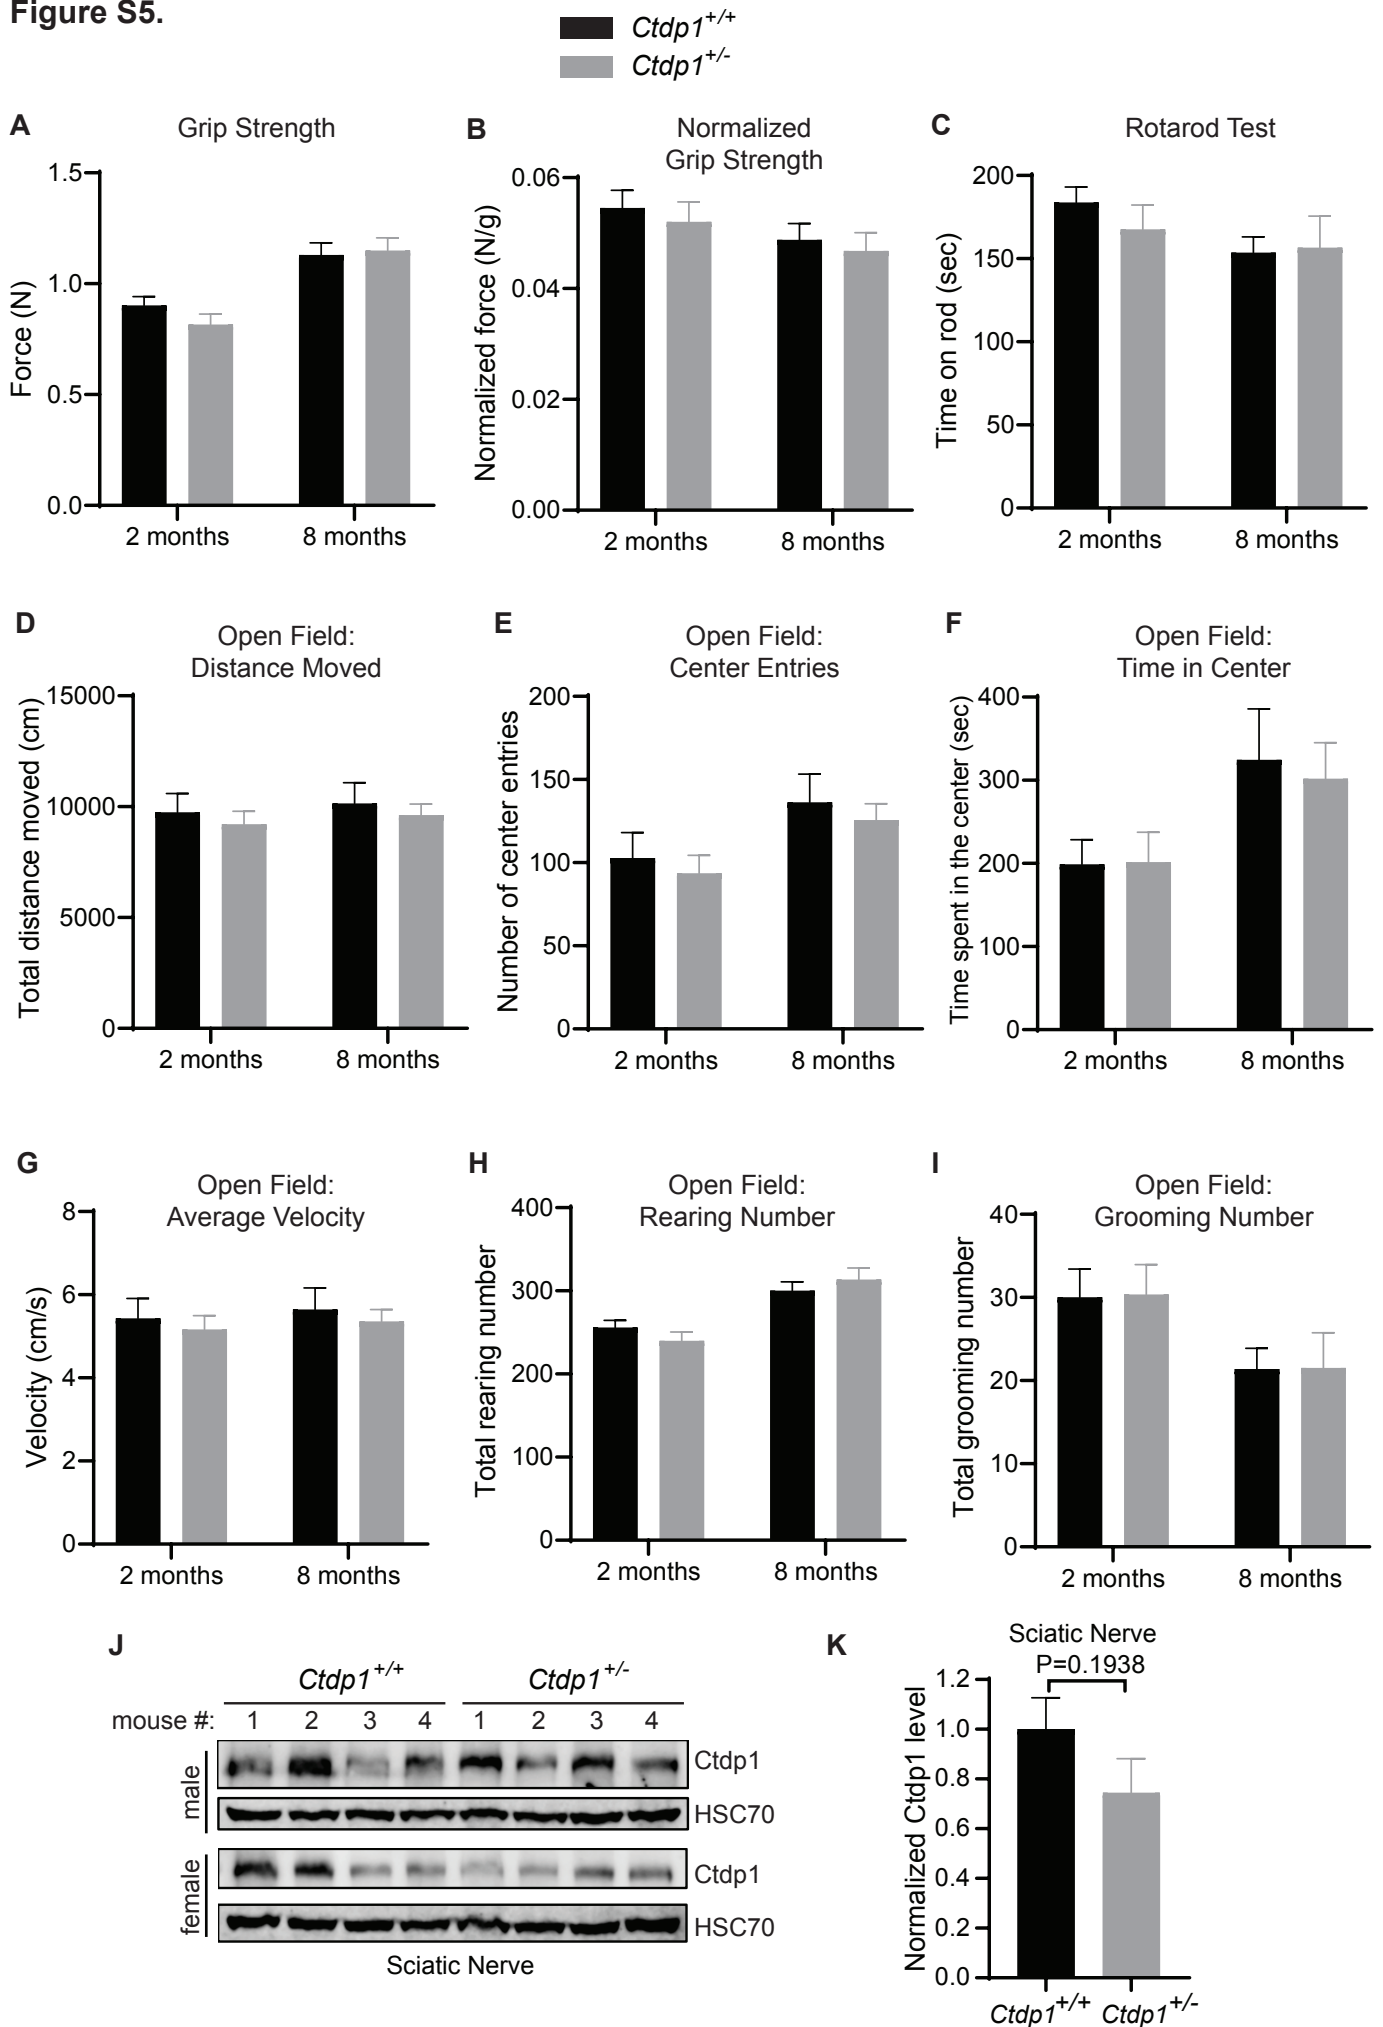 Figure S5.
Ctdp1+/+
Ctdp1+/-
A
Grip Strength
Force (N)
1.5
1.0
0.5
0.0
2 months
8 months
B
Normalized
Grip Strength
Normalized force (N/g)
0.06
0.04
0.02
0.00
2 months
8 months
C
Rotarod Test
Time on rod (sec)
200
150
100
50
0
2 months
8 months
D
Open Field:
Distance Moved
Total distance moved (cm)
15000
10000
5000
0
2 months
8 months
E
Open Field:
Center Entries
Number of center entries
200
150
100
50
0
2 months
8 months
F
Open Field:
Time in Center
Time spent in the center (sec)
400
300
200
100
0
2 months
8 months
G
Open Field:
Average Velocity
Velocity (cm/s)
8
6
4
2
0
2 months
8 months
H
Open Field:
Rearing Number
Total rearing number
400
300
200
100
0
2 months
8 months
I
Open Field:
Grooming Number
Total grooming number
40
30
20
10
0
2 months
8 months
J
Ctdp1+/+ Ctdp1+/-
mouse #: 1 2 3 4 1 2 3 4
male
Ctdp1
HSC70
female
Ctdp1
HSC70
Sciatic Nerve
K
Sciatic Nerve
P=0.1938
Normalized Ctdp1 level
1.2
1.0
0.8
0.6
0.4
0.2
0.0
Ctdp1+/+ Ctdp1+/-